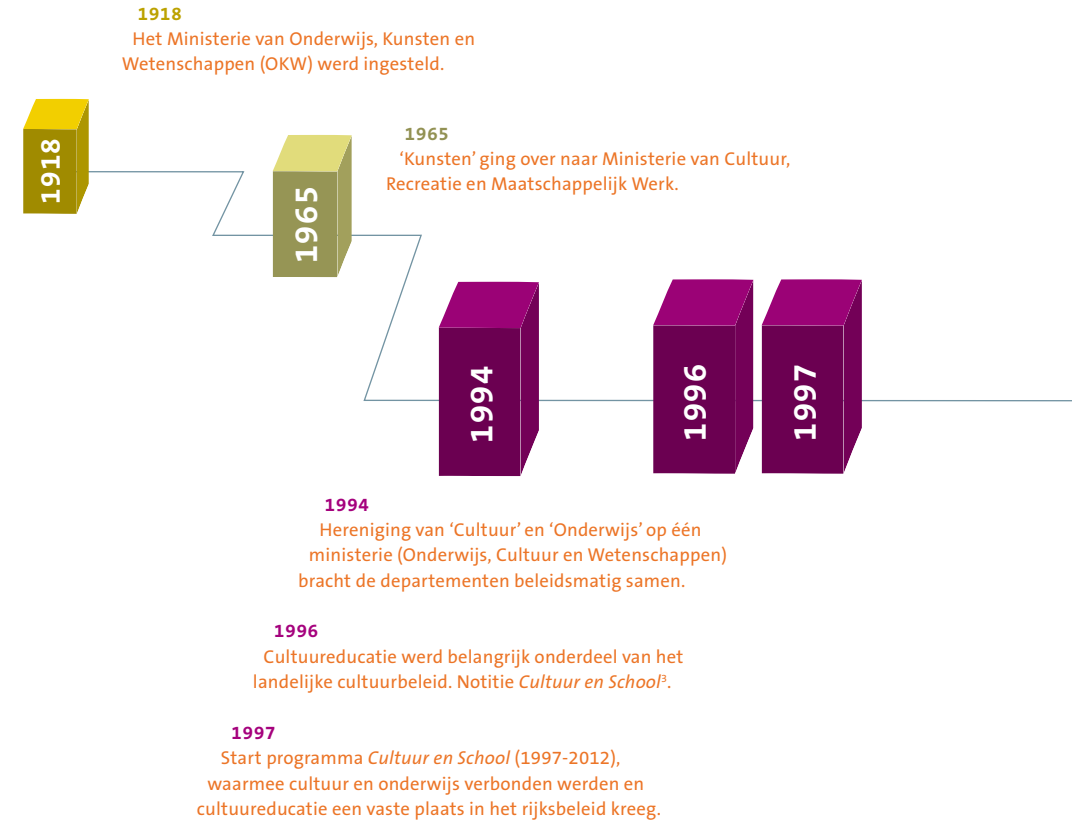 1918
Het Ministerie van Onderwijs, Kunsten en
Wetenschappen (OKW) werd ingesteld.
1918
1965
‘Kunsten’ ging over naar Ministerie van Cultuur,
Recreatie en Maatschappelijk Werk.
1965
1994
1996
1997
1994
Hereniging van ‘Cultuur’ en ‘Onderwijs’ op één
ministerie (Onderwijs, Cultuur en Wetenschappen)
bracht de departementen beleidsmatig samen.
1996
Cultuureducatie werd belangrijk onderdeel van het
landelijke cultuurbeleid. Notitie Cultuur en School³.
1997
Start programma Cultuur en School (1997-2012),
waarmee cultuur en onderwijs verbonden werden en
cultuureducatie een vaste plaats in het rijksbeleid kreeg.